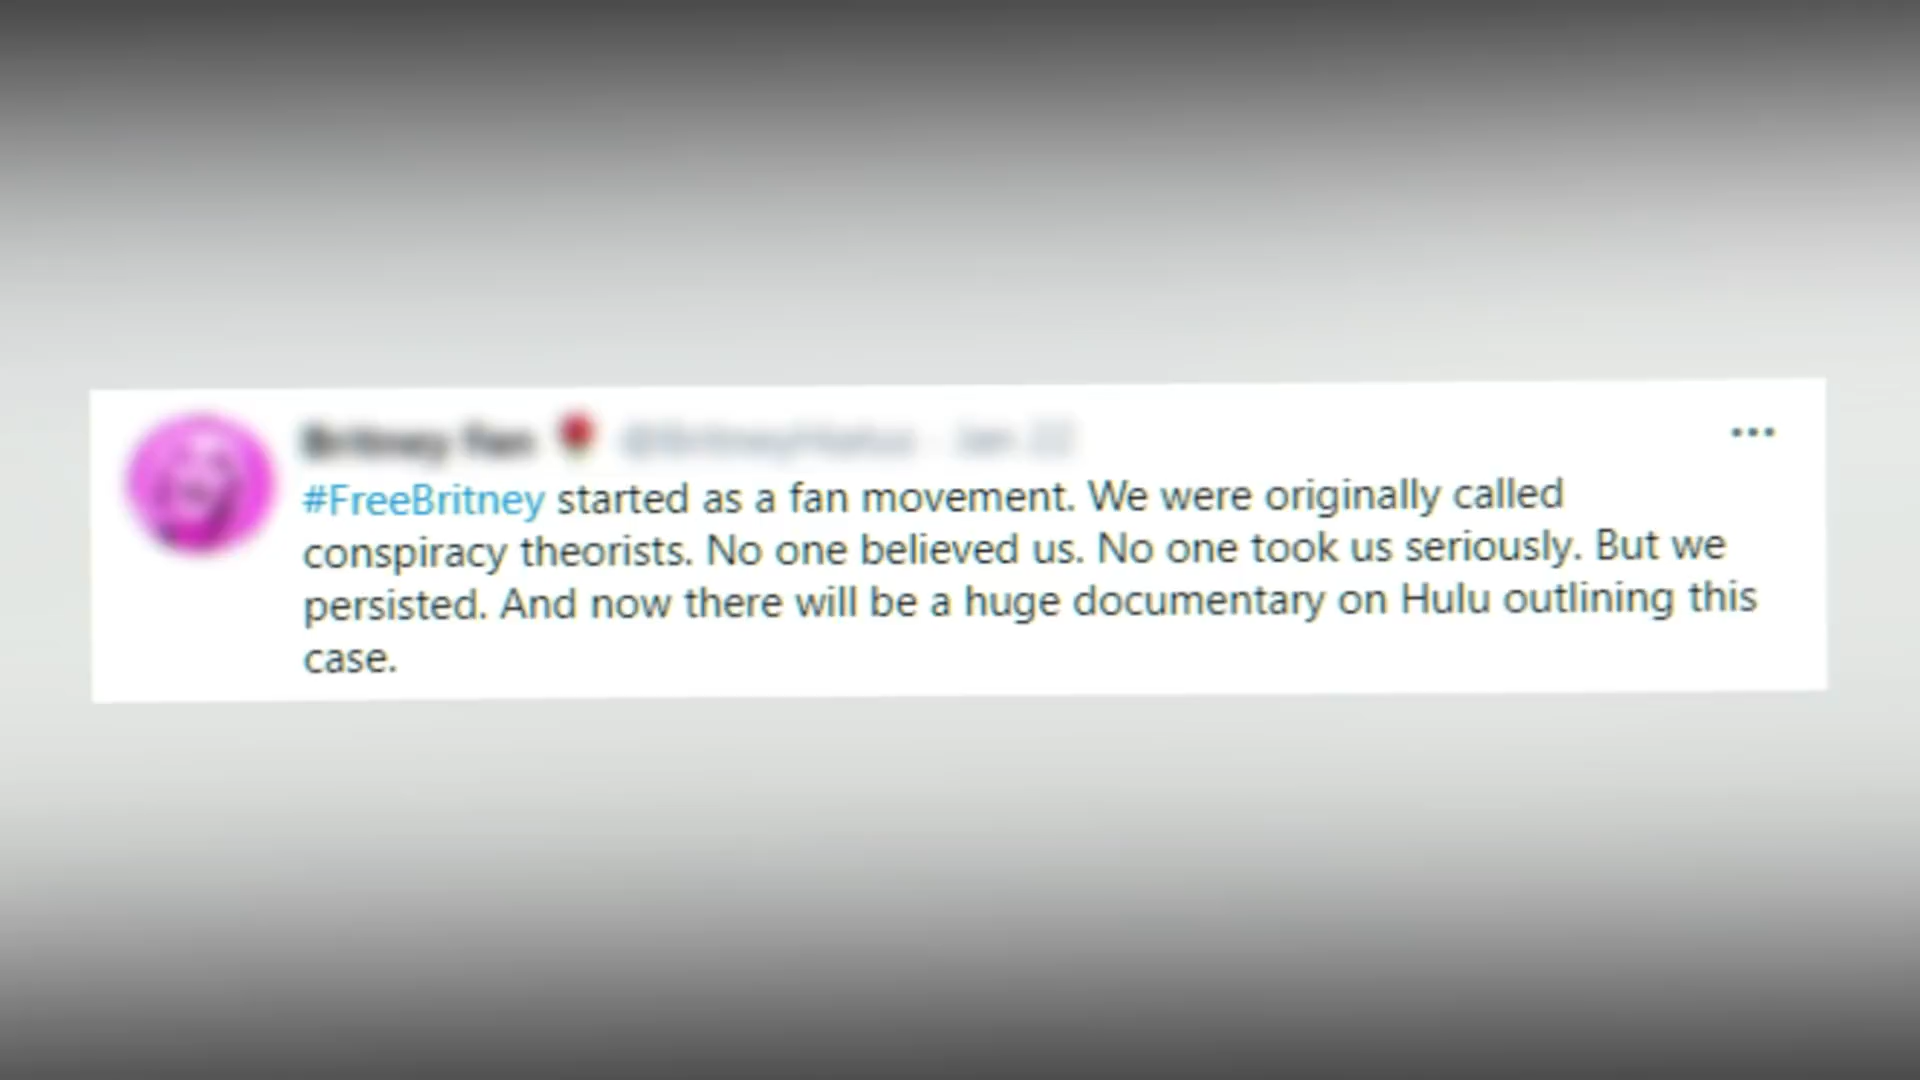 #FreeBritney started as a fan movement. We were originally called
conspiracy theorists. No one believed us. No one took us seriously. But we
persisted. And now there will be a huge documentary on Hulu outlining this
case.